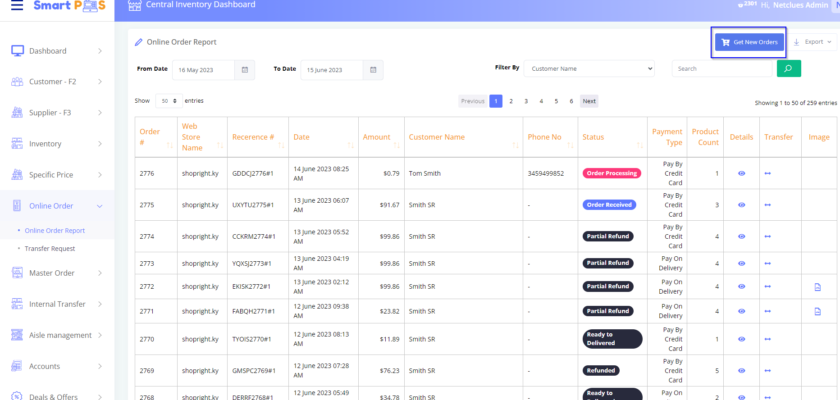 Smart POS
Central Inventory Dashboard
2301 Hi, Netclues Admin N
Dashboard
Customer - F2
Supplier - F3
Inventory
Specific Price
Online Order
Online Order Report
Transfer Request
Master Order
Internal Transfer
Aisle management
Accounts
Deals & Offers
Online Order Report
Get New Orders
Export
From Date 16 May 2023 To Date 15 June 2023 Filter By Customer Name Search
Show 50 entries Previous 1 2 3 4 5 6 Next Showing 1 to 50 of 259 entries
Order # Web Store Name Recerence # Date Amount Customer Name Phone No Status Payment Type Product Count Details Transfer Image
2776 shopright.ky GDDCJ2776#1 14 June 2023 08:25 AM $0.79 Tom Smith 3459499852 Order Processing Pay By Credit Card 1
2775 shopright.ky UXYTU2775#1 13 June 2023 06:07 AM $91.67 Smith SR - Order Received Pay By Credit Card 3
2774 shopright.ky CCKRM2774#1 13 June 2023 05:52 AM $99.86 Smith SR - Partial Refund Pay By Credit Card 4
2773 shopright.ky YQXSJ2773#1 13 June 2023 04:19 AM $99.86 Smith SR - Partial Refund Pay On Delivery 4
2772 shopright.ky EKISK2772#1 13 June 2023 02:12 AM $99.86 Smith SR - Partial Refund Pay On Delivery 4
2771 shopright.ky FABQH2771#1 12 June 2023 09:38 AM $23.82 Smith SR - Partial Refund Pay On Delivery 4
2770 shopright.ky TYOIS2770#1 12 June 2023 08:13 AM $11.89 Smith SR - Ready to Delivered Pay By Credit Card 1
2769 shopright.ky GMSPC2769#1 12 June 2023 07:28 AM $76.23 Smith SR - Refunded Pay By Credit Card 5
2768 shopright.ky DERRF2768#1 12 June 2023 05:49 $34.78 Smith SR - Ready to Pay On 2